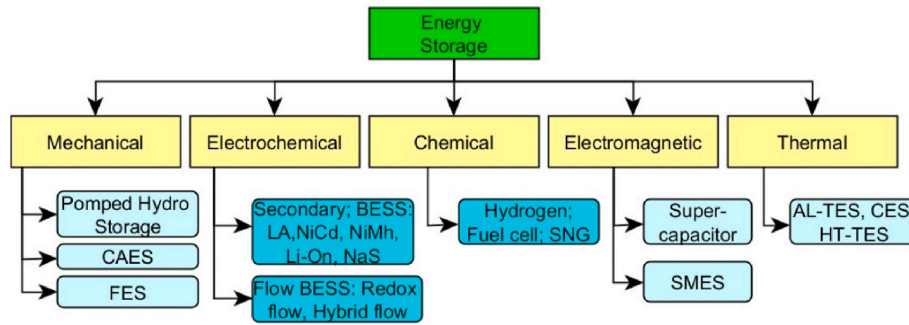 Energy
Storage
Mechanical
Electrochemical
Chemical
Electromagnetic
Thermal
Pomped Hydro
Storage
CAES
FES
Secondary; BESS:
LA,NiCd, NiMh,
Li-On, NaS
Flow BESS: Redox
flow, Hybrid flow
Hydrogen;
Fuel cell; SNG
Super-
capacitor
SMES
AL-TES, CES
HT-TES